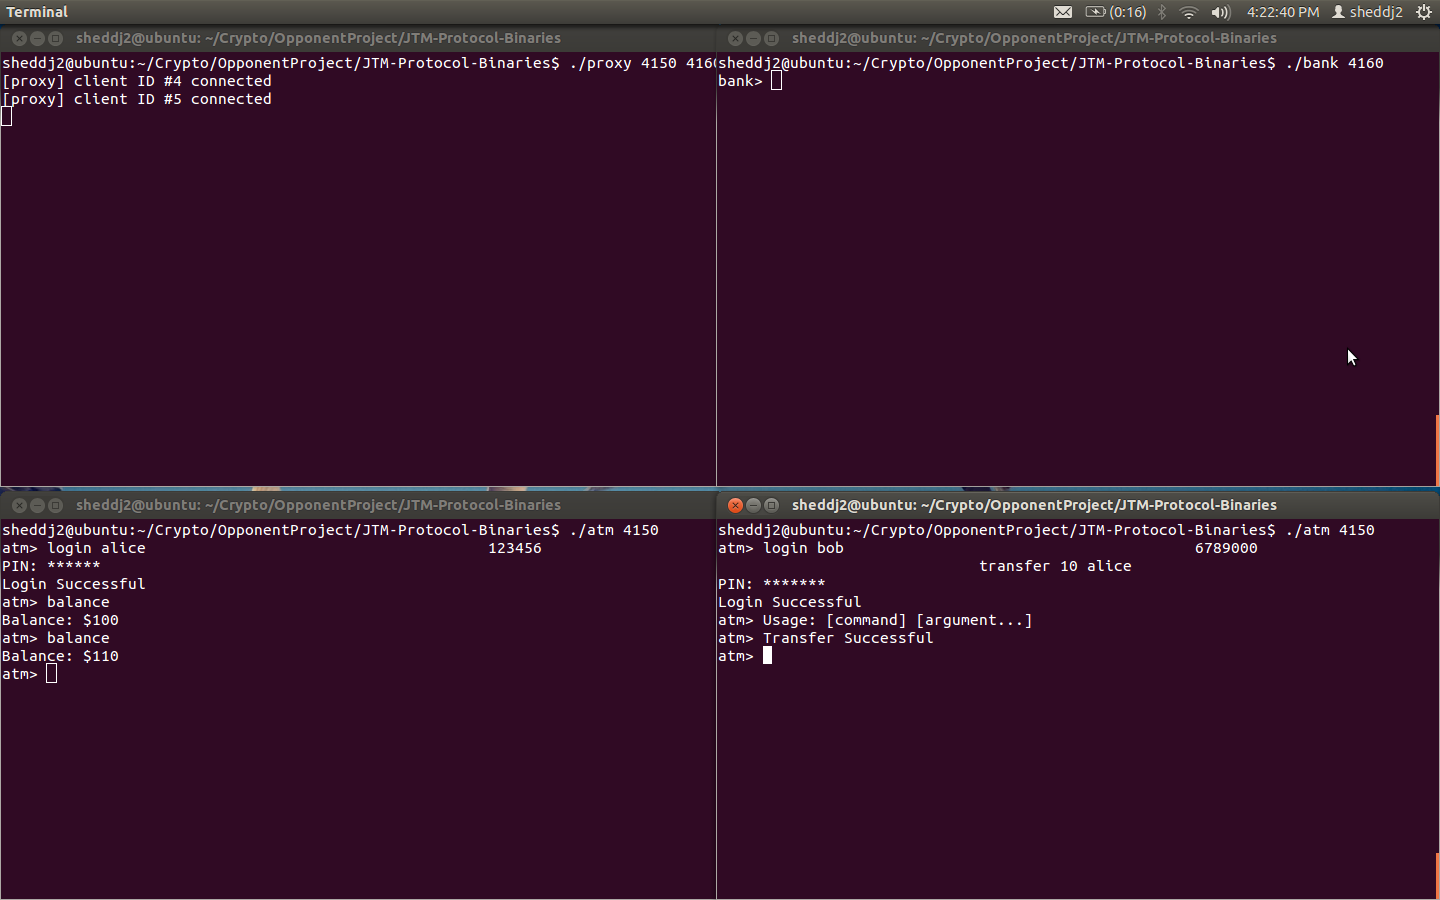 Terminal
(0:16)
4:22:40 PM
sheddj2
sheddj2@ubuntu: ~/Crypto/OpponentProject/JTM-Protocol-Binaries
sheddj2@ubuntu:~/Crypto/OpponentProject/JTM-Protocol-Binaries$ ./proxy 4150 4160
[proxy] client ID #4 connected
[proxy] client ID #5 connected
sheddj2@ubuntu: ~/Crypto/OpponentProject/JTM-Protocol-Binaries
sheddj2@ubuntu:~/Crypto/OpponentProject/JTM-Protocol-Binaries$ ./bank 4160
bank>
sheddj2@ubuntu: ~/Crypto/OpponentProject/JTM-Protocol-Binaries
sheddj2@ubuntu:~/Crypto/OpponentProject/JTM-Protocol-Binaries$ ./atm 4150
atm> login alice 123456
PIN: ******
Login Successful
atm> balance
Balance: $100
atm> balance
Balance: $110
atm>
sheddj2@ubuntu: ~/Crypto/OpponentProject/JTM-Protocol-Binaries
sheddj2@ubuntu:~/Crypto/OpponentProject/JTM-Protocol-Binaries$ ./atm 4150
atm> login bob 6789000
transfer 10 alice
PIN: *******
Login Successful
atm> Usage: [command] [argument...]
atm> Transfer Successful
atm>